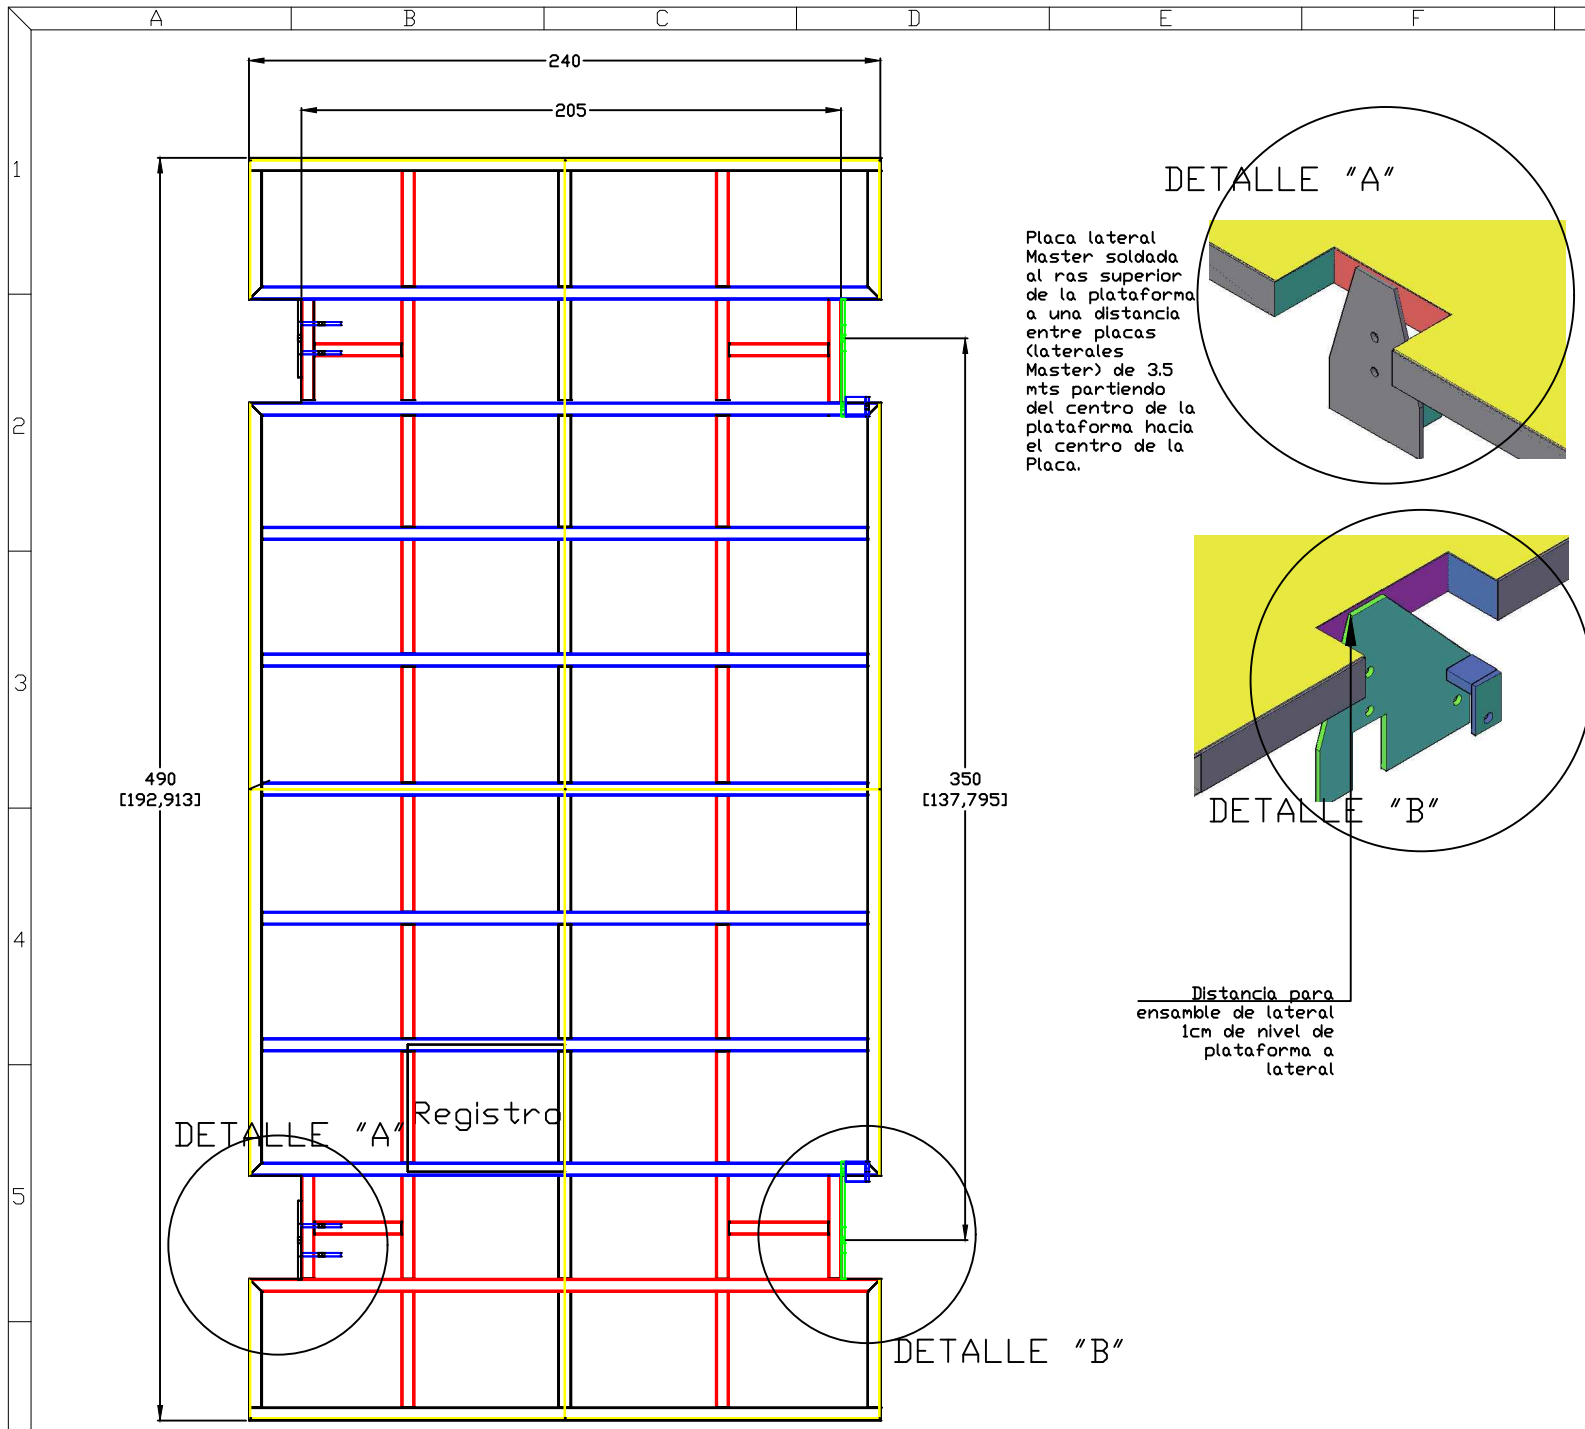 A
B
C
D
E
F
240
205
1
DETALLE "A"
Placa lateral
Master soldada
al ras superior
de la plataforma
a una distancia
entre placas
(laterales
Master) de 3.5
mts partiendo
del centro de la
plataforma hacia
el centro de la
Placa.
2
3
490
[192,913]
350
[137,795]
DETALLE "B"
4
Distancia para
ensamble de lateral
1cm de nivel de
plataforma a
lateral
Registro
DETALLE "A"
5
DETALLE "B"